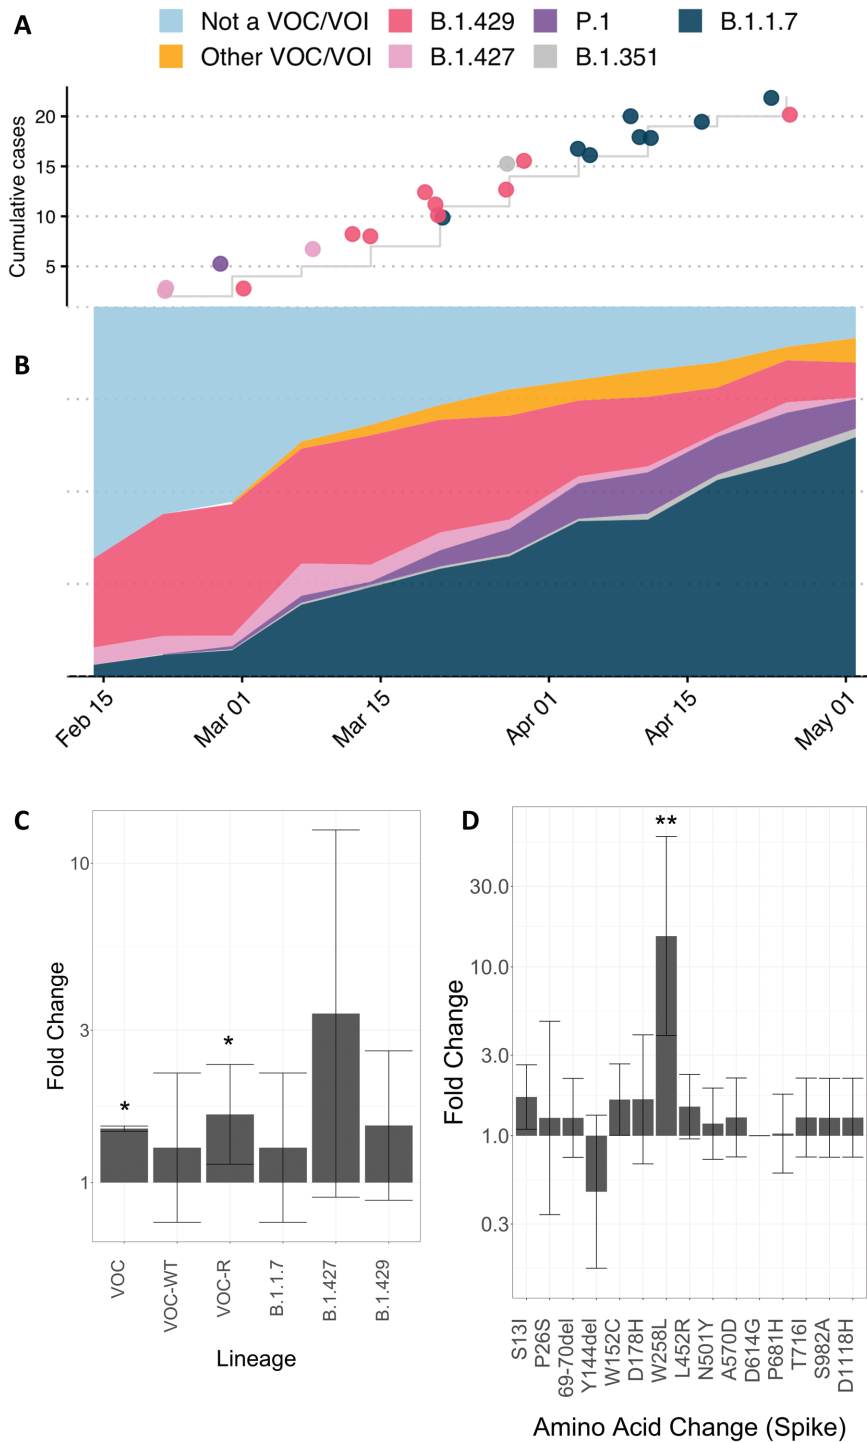 A
Not a VOC/VOI B.1.429 P.1 B.1.1.7
Other VOC/VOI B.1.427 B.1.351
Cumulative cases
20
15
10
5
B
Feb 15 Mar 01 Mar 15 Apr 01 Apr 15 May 01
C
Fold Change
10
3
1
*
*
VOC VOC-WT VOC-R B.1.1.7 B.1.427 B.1.429
Lineage
D
Fold Change
30.0
10.0
3.0
1.0
0.3
**
S13I P26S 69-70del Y144del W152C D178H W258L L452R N501Y A570D D614G P681H T716I S982A D1118H
Amino Acid Change (Spike)